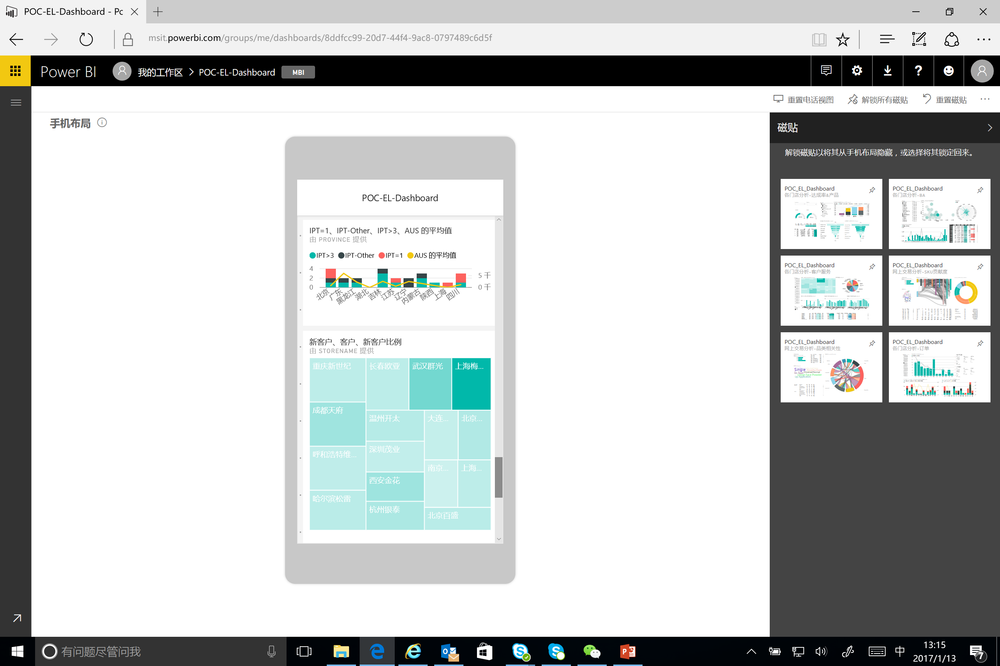 POC-EL-Dashboard - Pc
msit.powerbi.com/groups/me/dashboards/8ddfcc99-20d7-44f4-9ac8-0797489c6d5f
Power BI 我的工作区 POC-EL-Dashboard MBI
重置电话视图 解锁所有磁贴 重置磁贴 ...
手机布局
POC-EL-Dashboard
IPT=1、IPT-Other、IPT>3、AUS 的平均值
由 PROVINCE 提供
IPT>3 IPT-Other IPT=1 AUS 的平均值
4
2
0
5 千
0 千
北京 广东 黑龙江 湖北 吉林 江苏 辽宁 内蒙古 陕西 上海 四川
新客户、客户、新客户比例
由 STORENAME 提供
重庆新世纪 长春欧亚 武汉群光 上海梅...
成都天府 温州开太 大连... 北京...
呼和浩特维... 深圳茂业
西安金花 南京... 上海...
哈尔滨松雷 杭州银泰 北京百盛
磁贴
解锁磁贴以将其从手机布局隐藏，或选择将其锁定回来。
POC_EL_Dashboard
各门店分析-达成率&产品
POC_EL_Dashboard
各门店分析-BA
POC_EL_Dashboard
各门店分析-客户服务
POC_EL_Dashboard
网上交易分析-SKU贡献度
522
POC_EL_Dashboard
网上交易分析-品类相关性
Single
POC_EL_Dashboard
各门店分析-订单
有问题尽管问我
中
13:15
2017/1/13
7